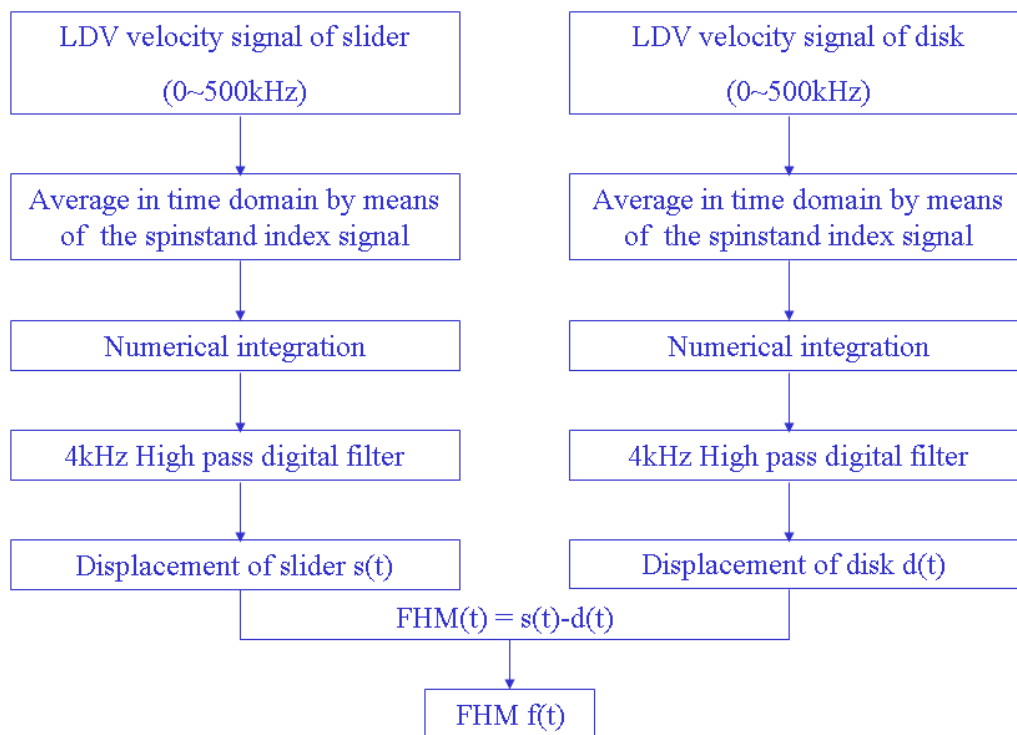 LDV velocity signal of slider
(0~500kHz)
Average in time domain by means
of the spinstand index signal
Numerical integration
4kHz High pass digital filter
Displacement of slider s(t)
LDV velocity signal of disk
(0~500kHz)
Average in time domain by means
of the spinstand index signal
Numerical integration
4kHz High pass digital filter
Displacement of disk d(t)
FHM(t) = s(t)-d(t)
FHM f(t)